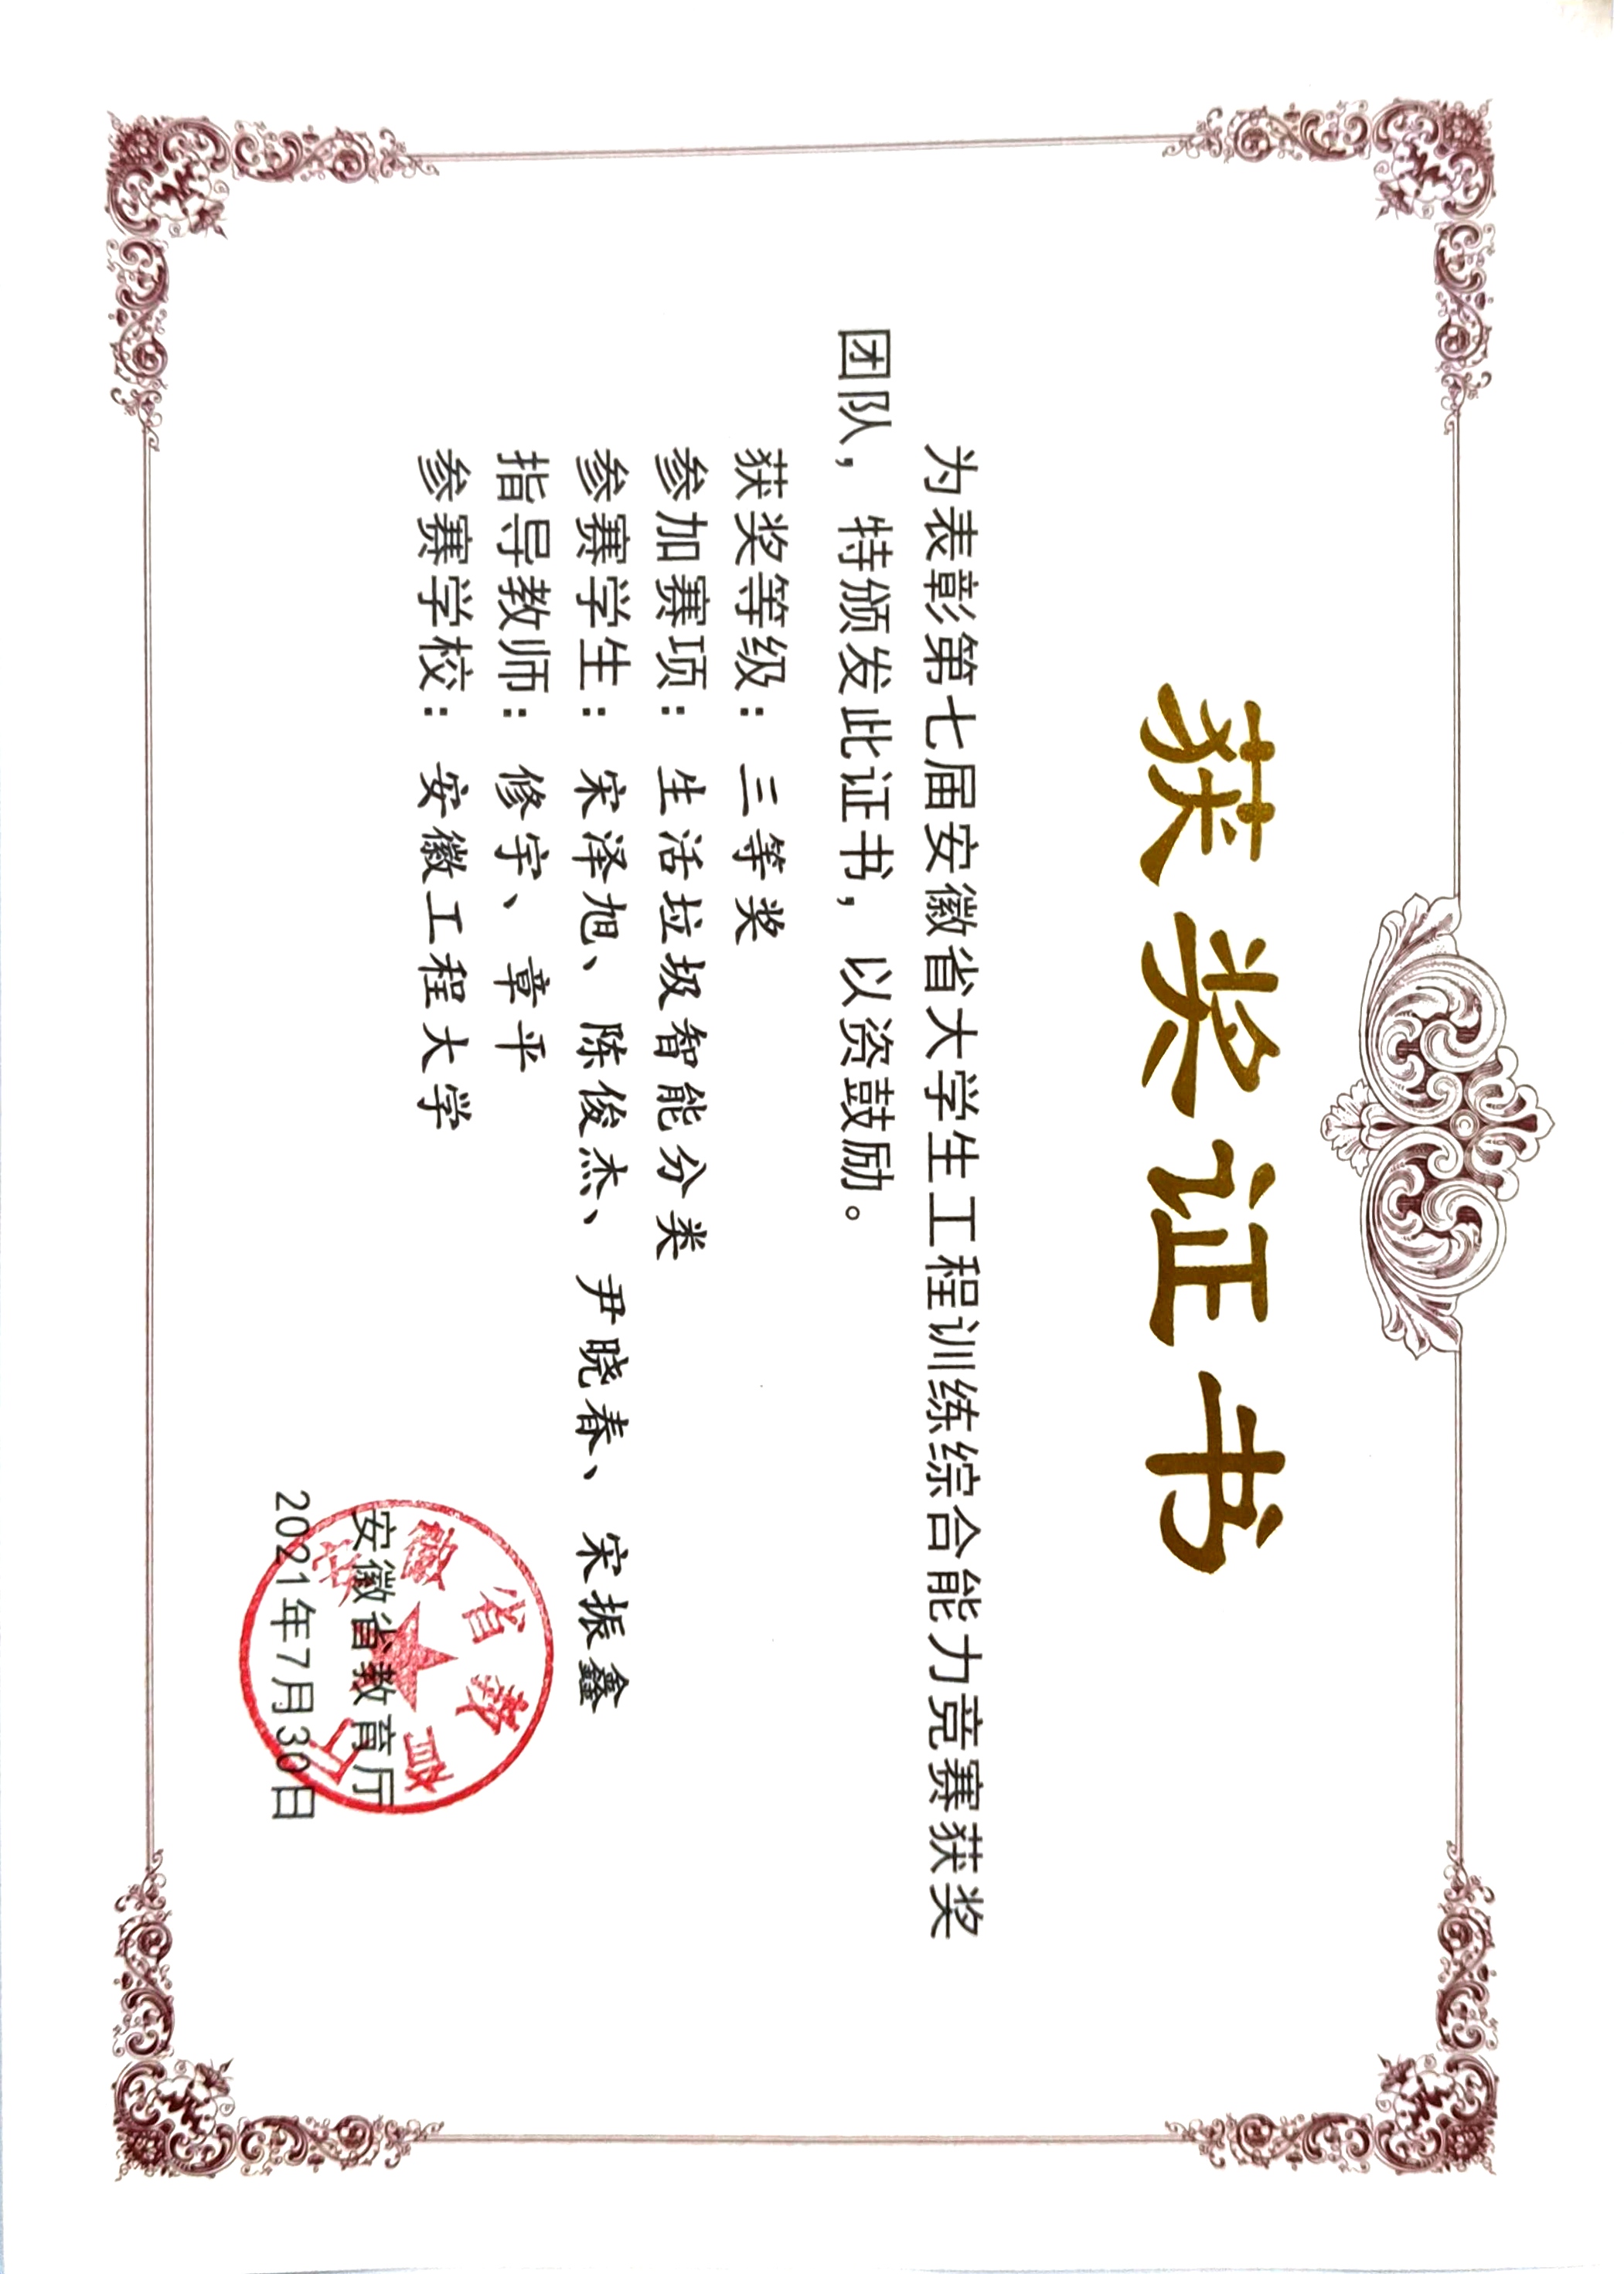 获奖证书
为表彰第七届安徽省大学生工程训练综合能力竞赛获奖
团队，特颁发此证书，以资鼓励。
获奖等级：三等奖
参加赛项：生活垃圾智能分类
参赛学生：宋泽旭、陈俊杰、尹晓春、宋振鑫
指导教师：修宇、章平
参赛学校：安徽工程大学
安徽省教育厅
安徽省教育厅
2021年7月30日